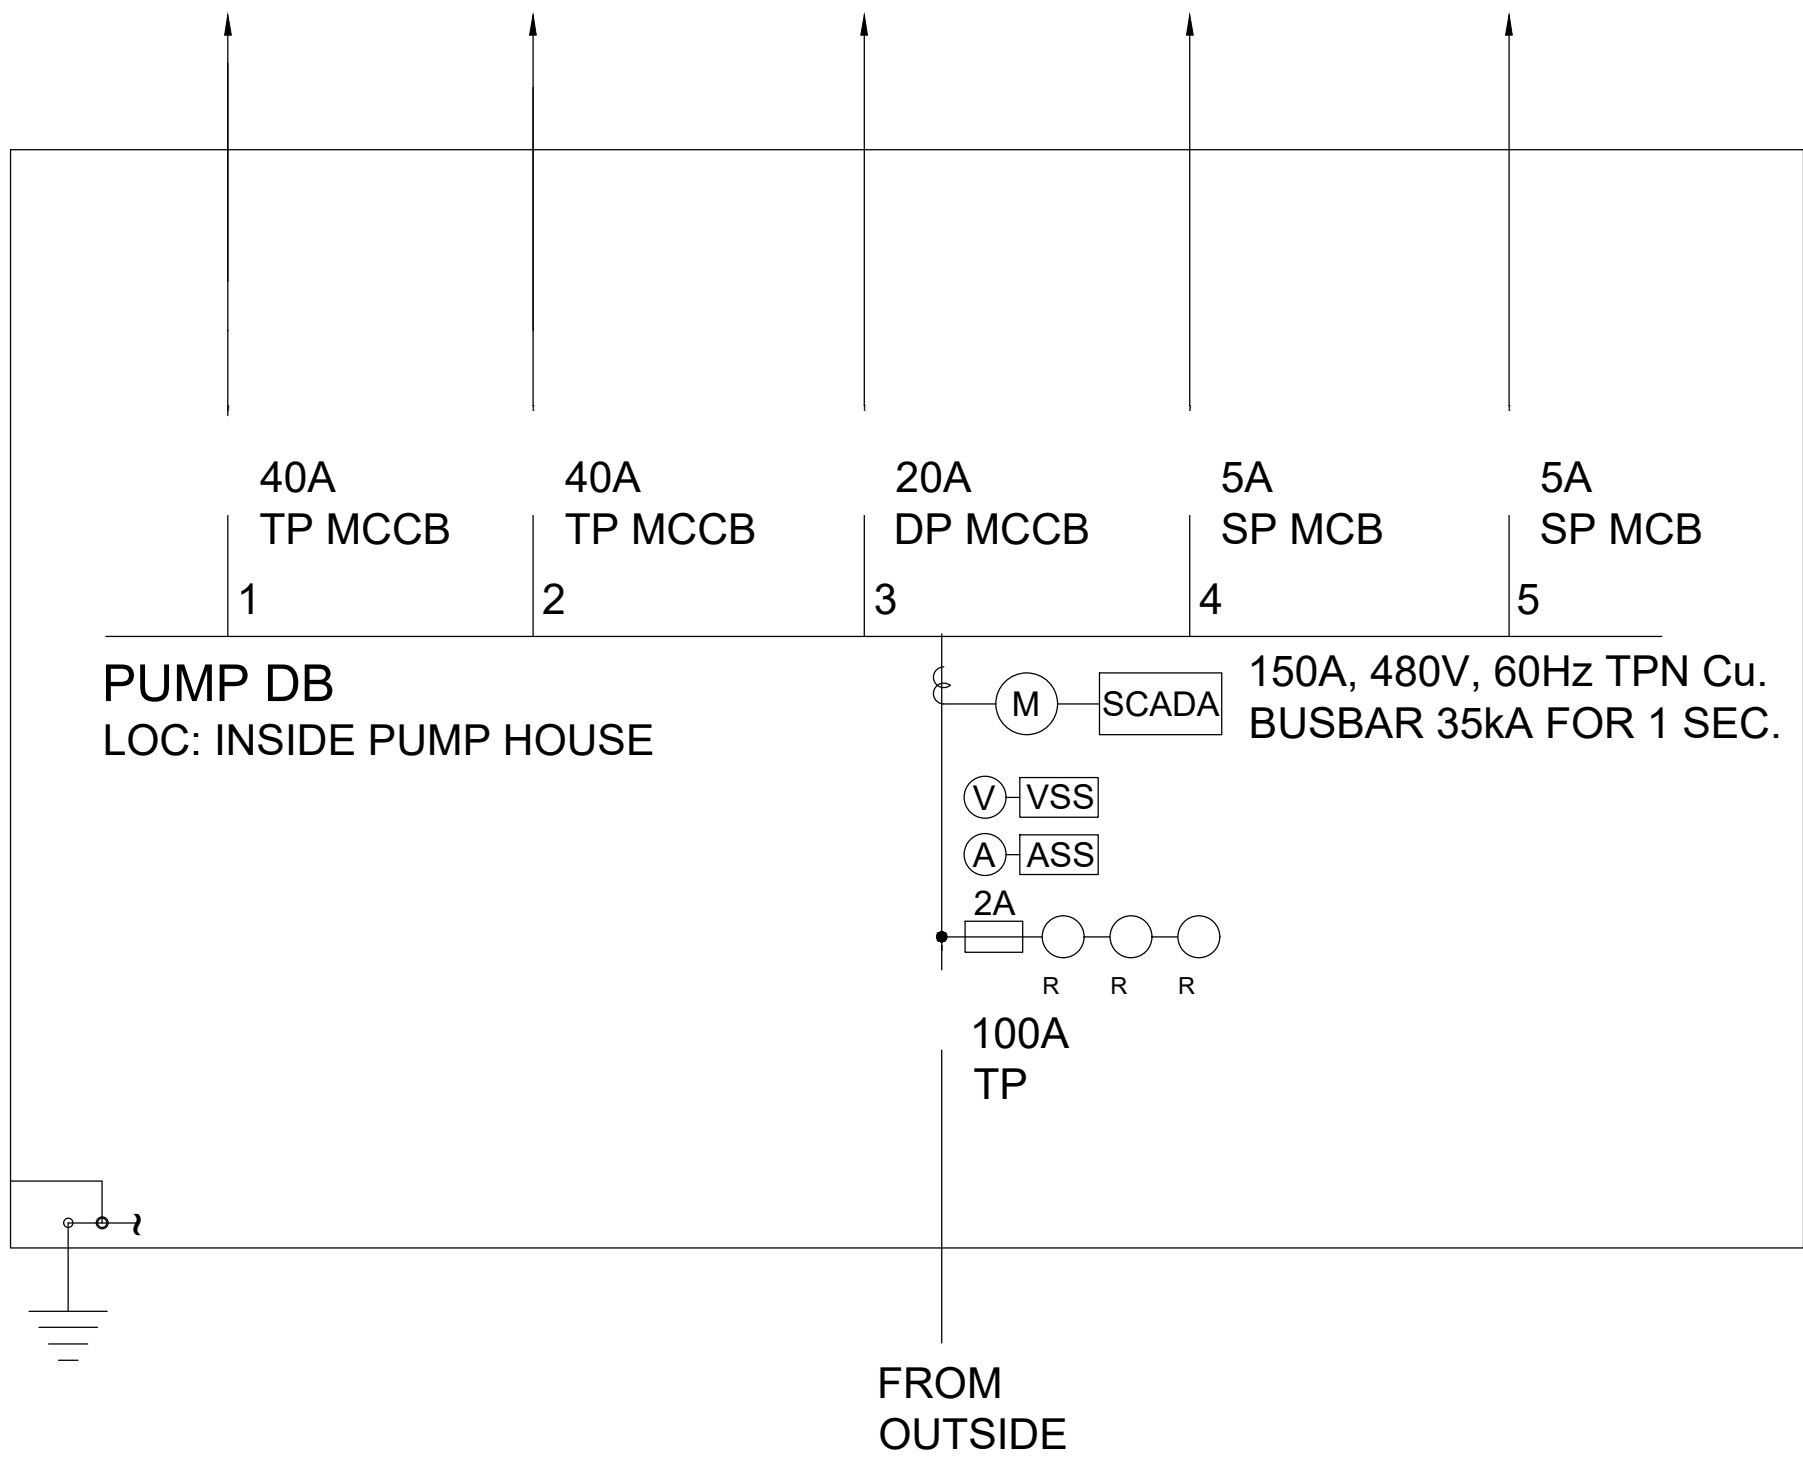 40A
TP MCCB
1
40A
TP MCCB
2
20A
DP MCCB
3
5A
SP MCB
4
5A
SP MCB
5
PUMP DB
LOC: INSIDE PUMP HOUSE
M
SCADA
150A, 480V, 60Hz TPN Cu.
BUSBAR 35kA FOR 1 SEC.
V
VSS
A
ASS
2A
R R R
100A
TP
FROM
OUTSIDE